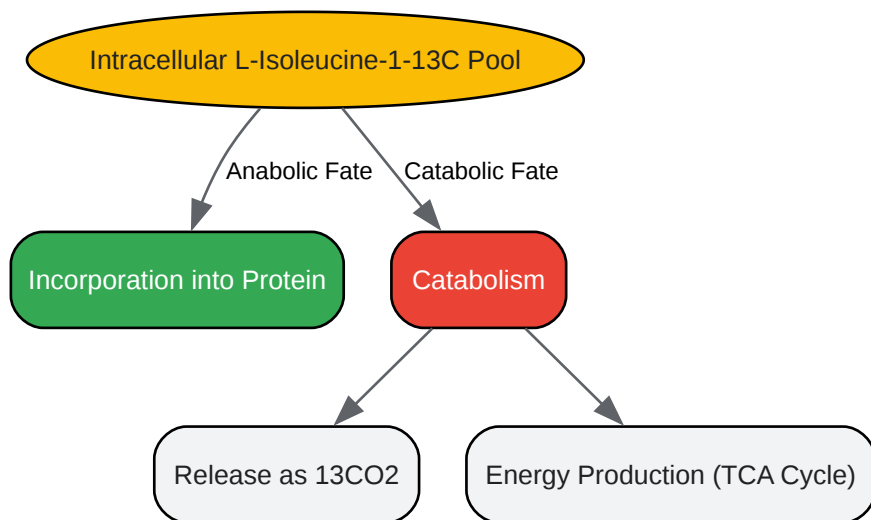 Intracellular L-Isoleucine-1-13C Pool
Anabolic Fate
Catabolic Fate
Incorporation into Protein
Catabolism
Release as 13CO2
Energy Production (TCA Cycle)